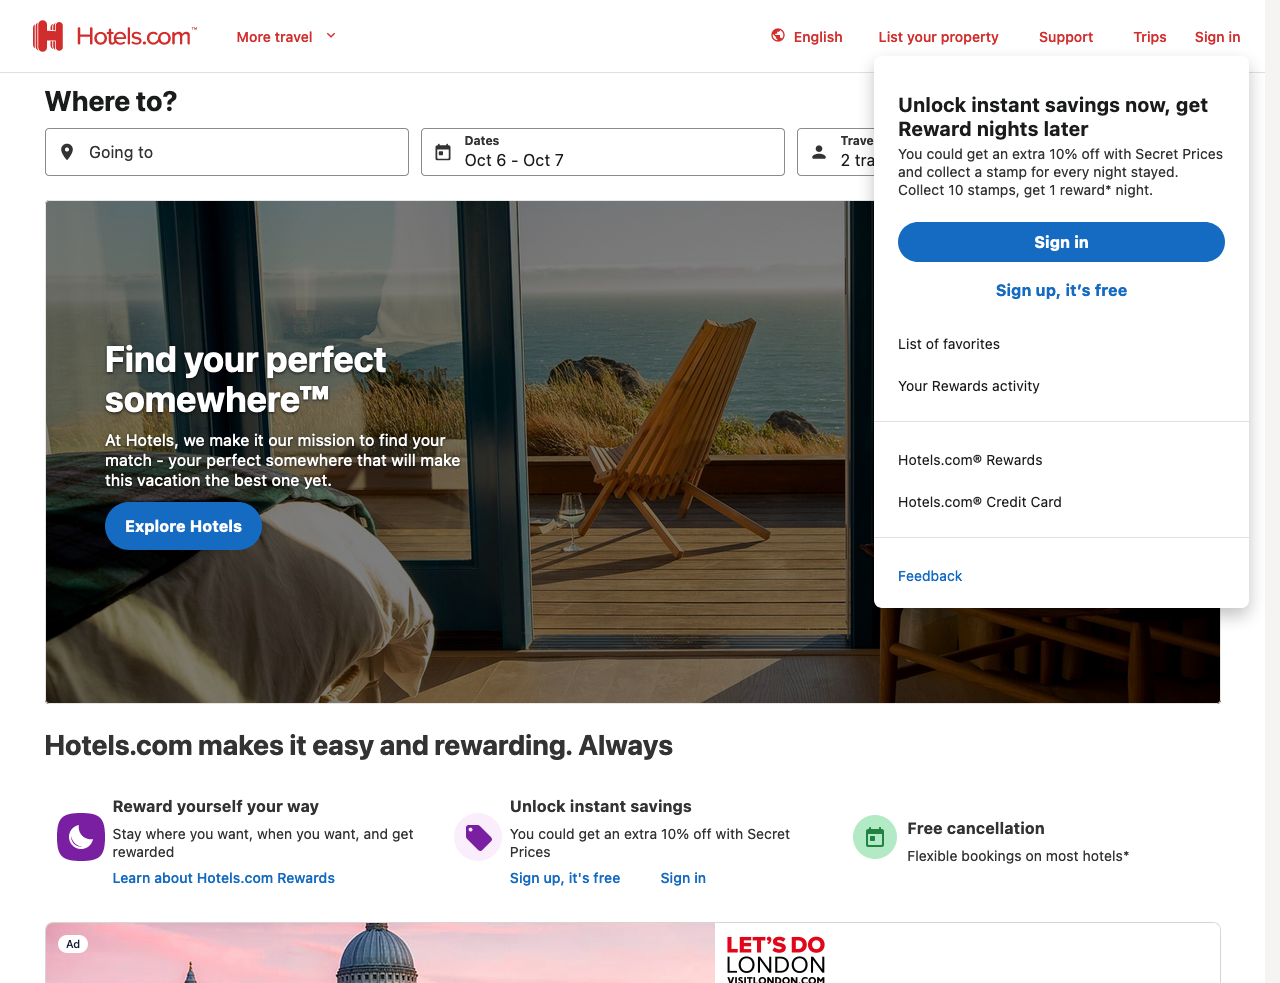 Hotels.com™
More travel
English
List your property
Support
Trips
Sign in
Where to?
Going to
Dates
Oct 6 - Oct 7
Trave
2 tra
Unlock instant savings now, get
Reward nights later
You could get an extra 10% off with Secret Prices
and collect a stamp for every night stayed.
Collect 10 stamps, get 1 reward* night.
Sign in
Sign up, it’s free
List of favorites
Your Rewards activity
Hotels.com® Rewards
Hotels.com® Credit Card
Feedback
Find your perfect
somewhere™
At Hotels, we make it our mission to find your
match - your perfect somewhere that will make
this vacation the best one yet.
Explore Hotels
Hotels.com makes it easy and rewarding. Always
Reward yourself your way
Stay where you want, when you want, and get
rewarded
Learn about Hotels.com Rewards
Unlock instant savings
You could get an extra 10% off with Secret
Prices
Sign up, it's free
Sign in
Free cancellation
Flexible bookings on most hotels*
Ad
LET'S DO
LONDON
VISITLONDON.COM